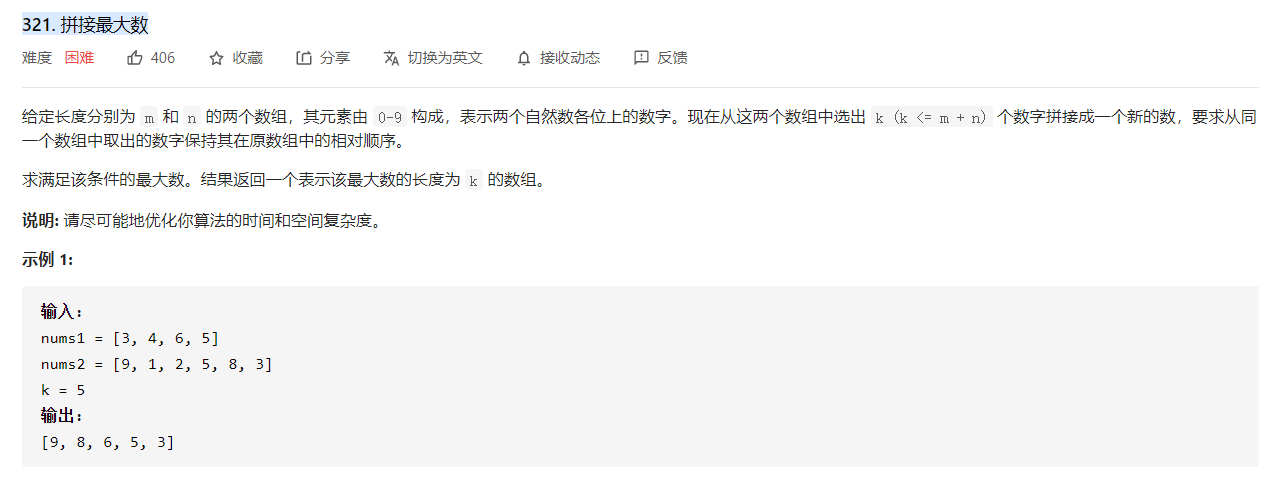 321. 拼接最大数
难度 困难 406 收藏 分享 切换为英文 接收动态 反馈
给定长度分别为 m 和 n 的两个数组，其元素由 0-9 构成，表示两个自然数各位上的数字。现在从这两个数组中选出 k (k <= m + n) 个数字拼接成一个新的数，要求从同
一个数组中取出的数字保持其在原数组中的相对顺序。
求满足该条件的最大数。结果返回一个表示该最大数的长度为 k 的数组。
说明: 请尽可能地优化你算法的时间和空间复杂度。
示例 1:
输入:
nums1 = [3, 4, 6, 5]
nums2 = [9, 1, 2, 5, 8, 3]
k = 5
输出:
[9, 8, 6, 5, 3]